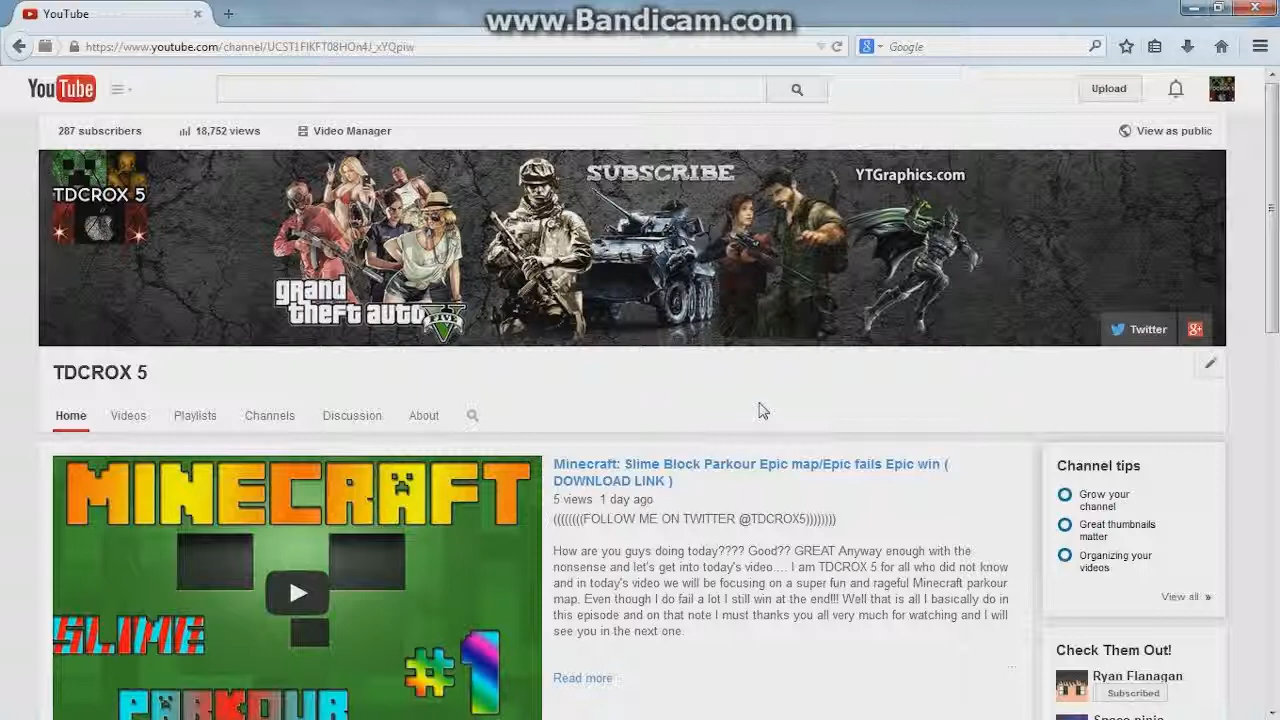 www.Bandicam.com
YouTube
https://www.youtube.com/channel/UCST1FIKFT08HOn4J_xYQpiw
Google
YouTube
Upload
287 subscribers 18,752 views Video Manager View as public
TDCROX 5
SUBSCRIBE
YTGraphics.com
grand
theft auto
FIVE
Twitter
TDCROX 5
Home Videos Playlists Channels Discussion About
MINECRAFT
SLIME
#1
PARKOUR
Minecraft: Slime Block Parkour Epic map/Epic fails Epic win (
DOWNLOAD LINK )
5 views 1 day ago
((((((((FOLLOW ME ON TWITTER @TDCROX5))))))))
How are you guys doing today???? Good?? GREAT Anyway enough with the
nonsense and let's get into today's video.... I am TDCROX 5 for all who did not know
and in today's video we will be focusing on a super fun and rageful Minecraft parkour
map. Even though I do fail a lot I still win at the end!!! Well that is all I basically do in
this episode and on that note I must thanks you all very much for watching and I will
see you in the next one.
...
Read more
Channel tips
Grow your
channel
Great thumbnails
matter
Organizing your
videos
View all »
Check Them Out!
Ryan Flanagan
Subscribed